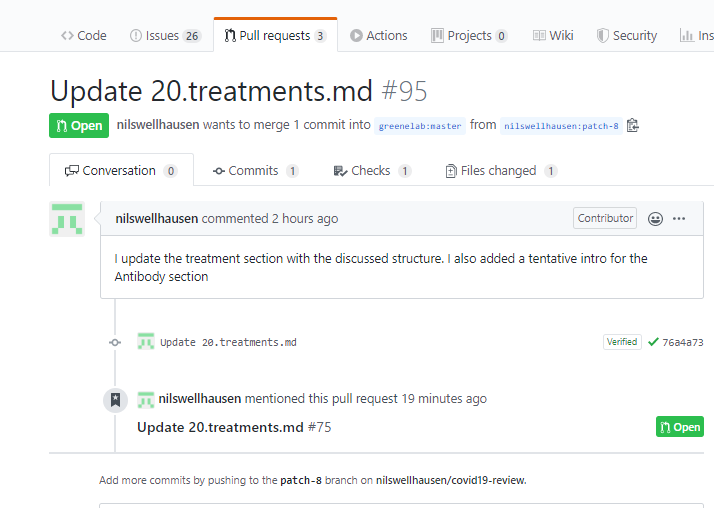 Code Issues 26 Pull requests 3 Actions Projects 0 Wiki Security Ins
Update 20.treatments.md #95
Open nilswellhausen wants to merge 1 commit into greenelab:master from nilswellhausen:patch-8
Conversation 0 Commits 1 Checks 1 Files changed 1
nilswellhausen commented 2 hours ago Contributor
I update the treatment section with the discussed structure. I also added a tentative intro for the
Antibody section
Update 20.treatments.md Verified 76a4a73
nilswellhausen mentioned this pull request 19 minutes ago
Update 20.treatments.md #75 Open
Add more commits by pushing to the patch-8 branch on nilswellhausen/covid19-review.